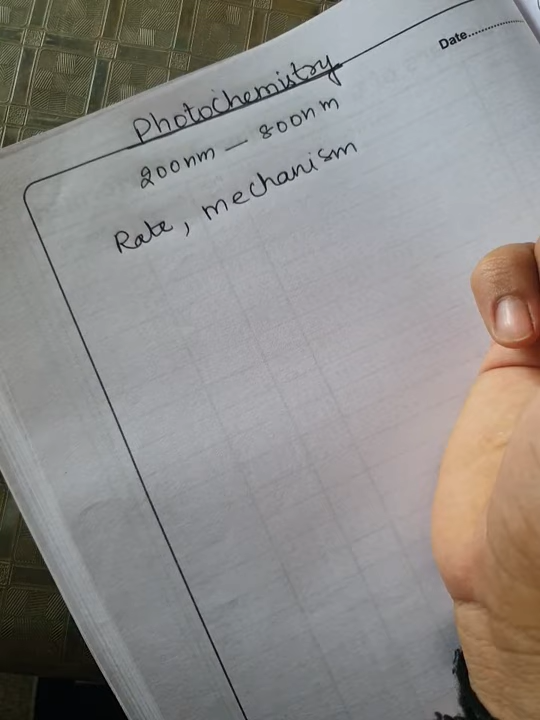 Date...............
Photochemistry
200nm — 800nm
Rate, mechanism